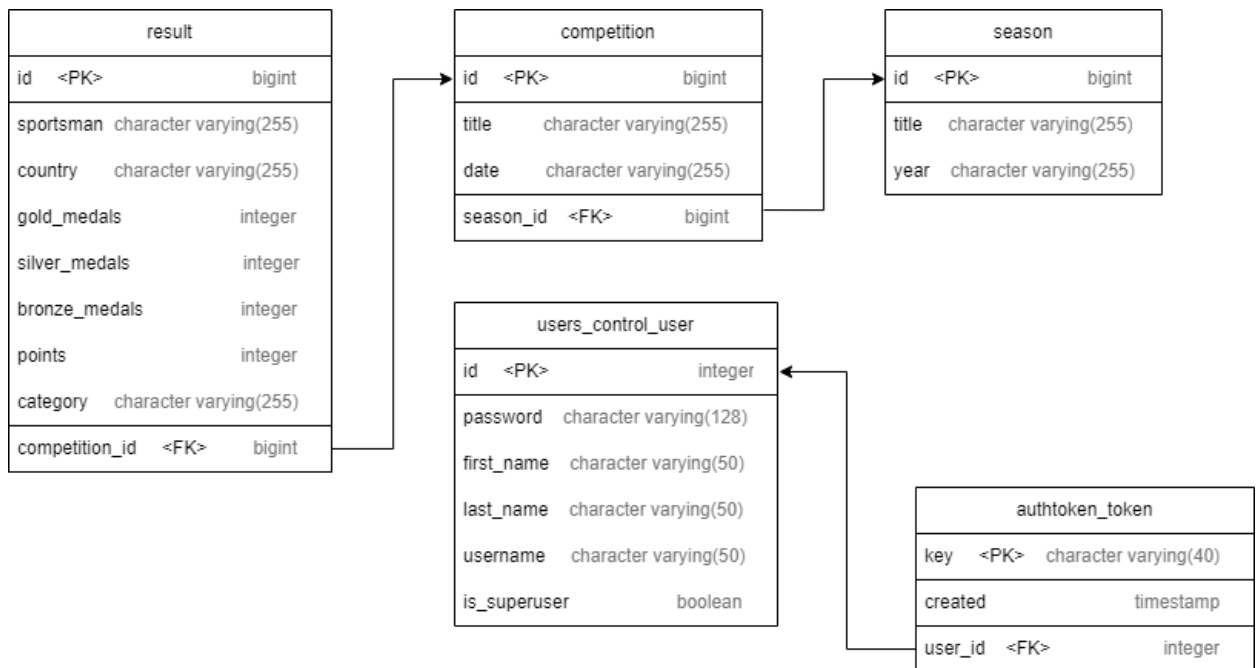 result
id <PK> bigint
sportsman character varying(255)
country character varying(255)
gold_medals integer
silver_medals integer
bronze_medals integer
points integer
category character varying(255)
competition_id <FK> bigint
competition
id <PK> bigint
title character varying(255)
date character varying(255)
season_id <FK> bigint
season
id <PK> bigint
title character varying(255)
year character varying(255)
users_control_user
id <PK> integer
password character varying(128)
first_name character varying(50)
last_name character varying(50)
username character varying(50)
is_superuser boolean
authtoken_token
key <PK> character varying(40)
created timestamp
user_id <FK> integer